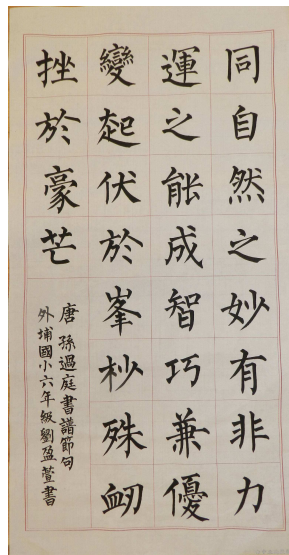 同自然之妙有非力
運之能成智巧兼優
變起伏於峯杪殊衂
挫於豪芒
唐孫過庭書譜節句
外埔國小六年級劉盈萱書